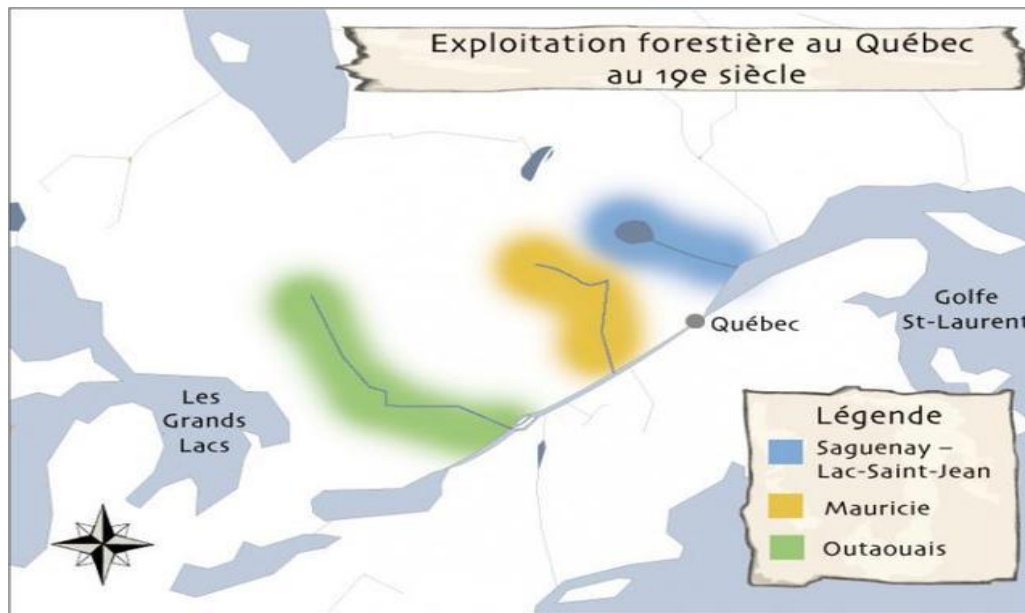 Exploitation forestière au Québec
au 19e siècle
Québec
Golfe
St-Laurent
Les
Grands
Lacs
Légende
Saguenay –
Lac-Saint-Jean
Mauricie
Outaouais